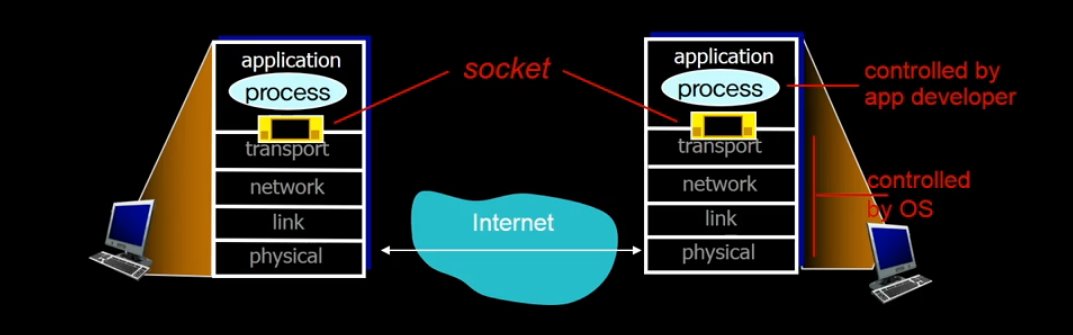 application
process
transport
network
link
physical
socket
Internet
application
process
transport
network
link
physical
controlled by
app developer
controlled
by OS